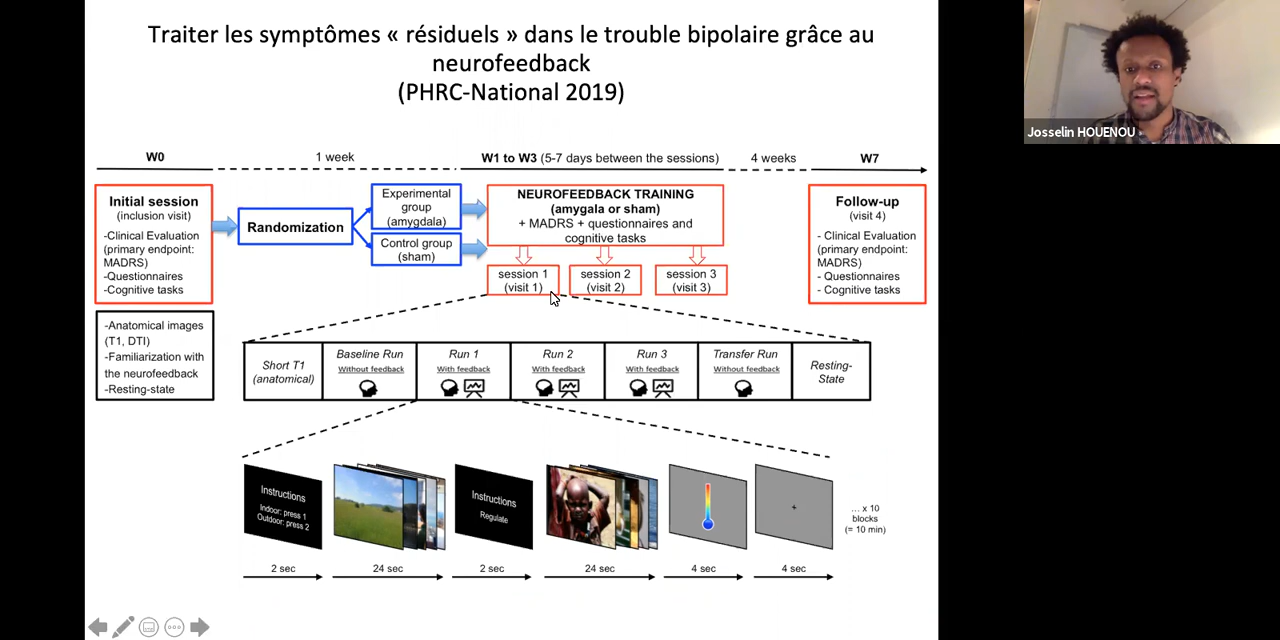 Traiter les symptômes « résiduels » dans le trouble bipolaire grâce au
neurofeedback
(PHRC-National 2019)
Josselin HOUENOU
W0
1 week
W1 to W3 (5-7 days between the sessions)
4 weeks
W7
Initial session
(inclusion visit)
-Clinical Evaluation
(primary endpoint:
MADRS)
-Questionnaires
-Cognitive tasks
Randomization
Experimental
group
(amygdala)
Control group
(sham)
NEUROFEEDBACK TRAINING
(amygala or sham)
+ MADRS + questionnaires and
cognitive tasks
session 1
(visit 1)
session 2
(visit 2)
session 3
(visit 3)
Follow-up
(visit 4)
- Clinical Evaluation
(primary endpoint:
MADRS)
- Questionnaires
- Cognitive tasks
-Anatomical images
(T1, DTI)
-Familiarization with
the neurofeedback
-Resting-state
Short T1
(anatomical)
Baseline Run
Without feedback
Run 1
With feedback
Run 2
With feedback
Run 3
With feedback
Transfer Run
Without feedback
Resting-
State
Instructions
Indoor: press 1
Outdoor: press 2
Instructions
Regulate
... x 10
blocks
(= 10 min)
2 sec
24 sec
2 sec
24 sec
4 sec
4 sec